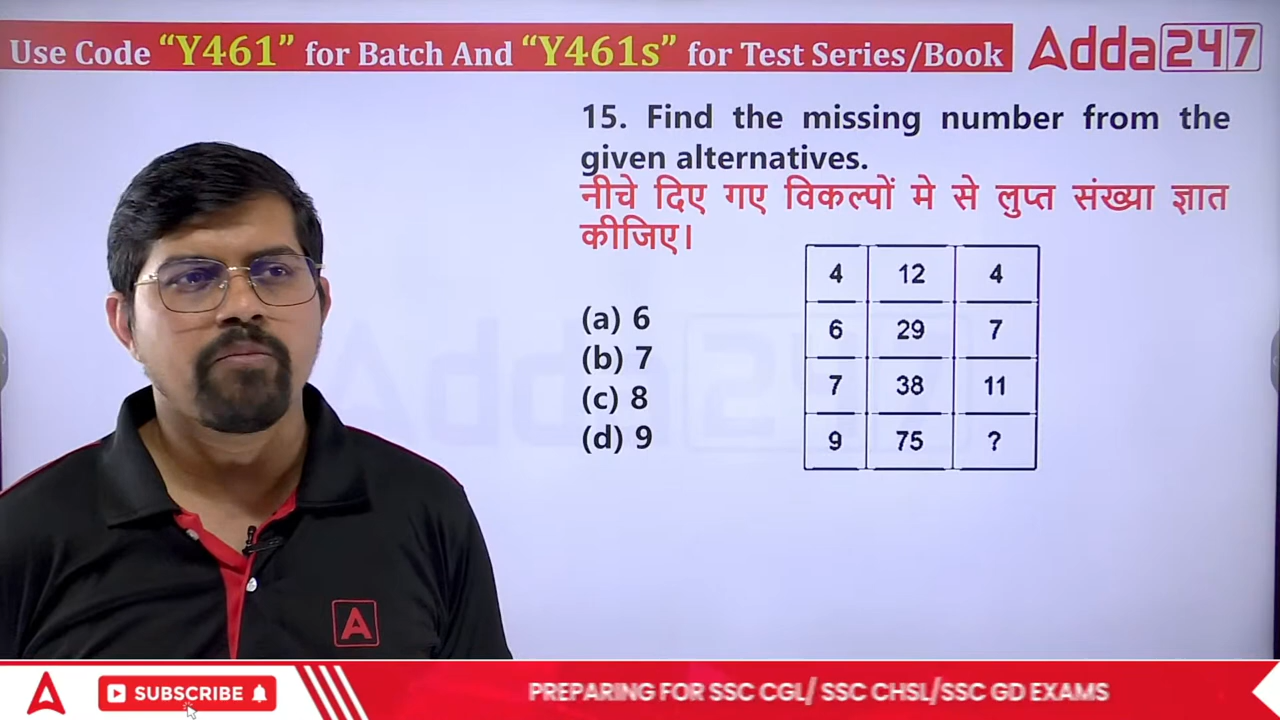 Use Code “Y461” for Batch And “Y461s” for Test Series/Book
Adda247
15. Find the missing number from the
given alternatives.
नीचे दिए गए विकल्पों मे से लुप्त संख्या ज्ञात
कीजिए।
(a) 6
(b) 7
(c) 8
(d) 9
4 12 4
6 29 7
7 38 11
9 75 ?
A
A
SUBSCRIBE
PREPARING FOR SSC CGL/ SSC CHSL/SSC GD EXAMS